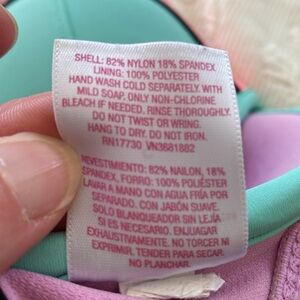 SHELL: 82% NYLON 18% SPANDEX
LINING: 100% POLYESTER
HAND WASH COLD SEPARATELY, WITH
MILD SOAP. ONLY NON-CHLORINE
BLEACH IF NEEDED. RINSE THOROUGHLY
DO NOT TWIST OR WRING.
HANG TO DRY. DO NOT IRON.
RN17730 VN3681882
REVESTIMIENTO: 82% NAILON, 18%
SPANDEX, FORRO: 100% POLIÉSTER
LAVAR A MANO CON AGUA FRÍA POR
SEPARADO, CON JABÓN SUAVE.
SOLO BLANQUEADOR SIN LEJÍA
SI ES NECESARIO. ENJUAGAR
EXHAUSTIVAMENTE. NO TORCER NI
EXPRIMIR. TENDER PARA SECAR.
NO PLANCHAR.